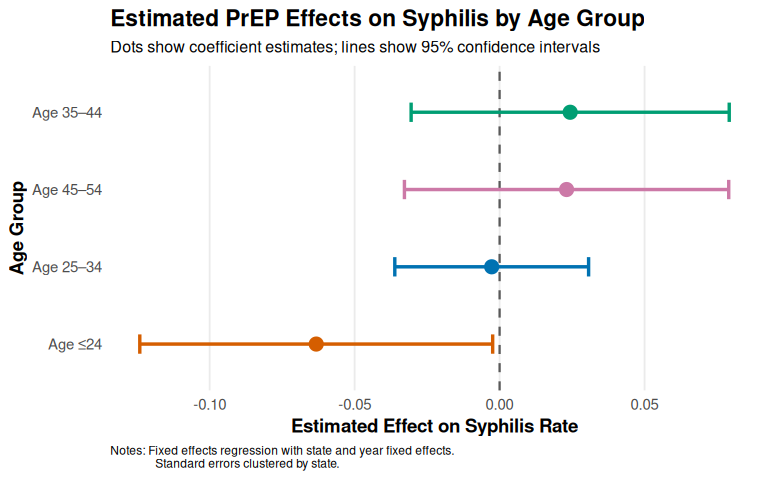 Estimated PrEP Effects on Syphilis by Age Group
Dots show coefficient estimates; lines show 95% confidence intervals
Age Group
Age 35–44
Age 45–54
Age 25–34
Age ≤24
-0.10
-0.05
0.00
0.05
Estimated Effect on Syphilis Rate
Notes: Fixed effects regression with state and year fixed effects.
Standard errors clustered by state.